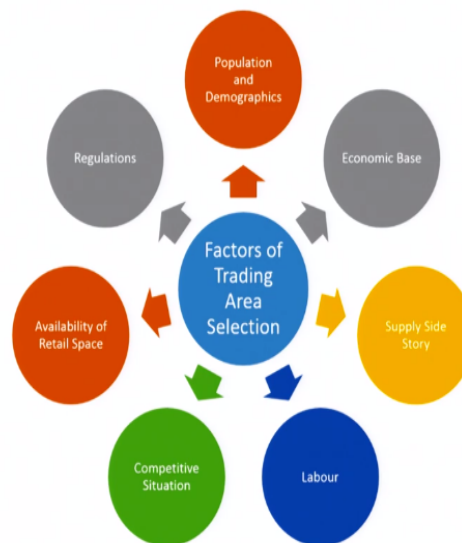 Population
and
Demographics
Regulations
Economic Base
Factors of
Trading
Area
Selection
Availability of
Retail Space
Supply Side
Story
Competitive
Situation
Labour